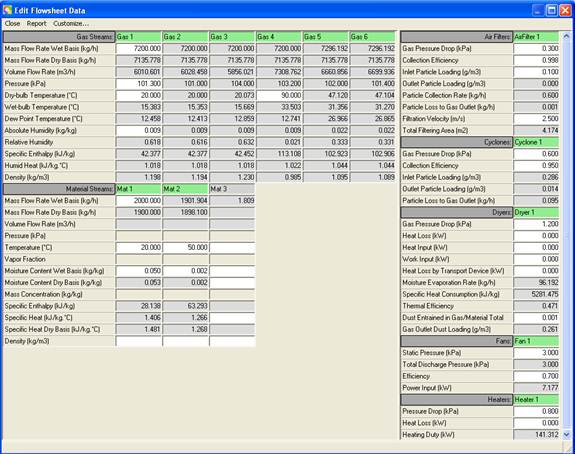 Edit Flowsheet Data
Close Report Customize...
Gas Streams: Gas 1 Gas 2 Gas 3 Gas 4 Gas 5 Gas 6
Mass Flow Rate Wet Basis (kg/h) 7200.000 7200.000 7200.000 7200.000 7296.192 7296.192
Mass Flow Rate Dry Basis (kg/h) 7135.778 7135.778 7135.778 7135.778 7135.778 7135.778
Volume Flow Rate (m3/h) 6010.601 6028.458 5856.021 7308.762 6660.856 6699.936
Pressure (kPa) 101.300 101.000 104.000 103.200 102.000 101.400
Dry-bulb Temperature (°C) 20.000 20.000 20.073 90.000 47.120 47.104
Wet-bulb Temperature (°C) 15.383 15.353 15.669 33.503 31.356 31.270
Dew Point Temperature (°C) 12.458 12.413 12.859 12.741 26.966 26.865
Absolute Humidity (kg/kg) 0.009 0.009 0.009 0.009 0.022 0.022
Relative Humidity 0.618 0.616 0.632 0.021 0.333 0.331
Specific Enthalpy (kJ/kg) 42.377 42.377 42.452 113.108 102.923 102.906
Humid Heat (kJ/kg.°C) 1.018 1.018 1.018 1.022 1.044 1.044
Density (kg/m3) 1.198 1.194 1.230 0.985 1.095 1.089
Material Streams: Mat 1 Mat 2 Mat 3
Mass Flow Rate Wet Basis (kg/h) 2000.000 1901.904 1.809
Mass Flow Rate Dry Basis (kg/h) 1900.000 1898.100
Volume Flow Rate (m3/h)
Pressure (kPa)
Temperature (°C) 20.000 50.000
Vapor Fraction
Moisture Content Wet Basis (kg/kg) 0.050 0.002
Moisture Content Dry Basis (kg/kg) 0.053 0.002
Mass Concentration (kg/kg)
Specific Enthalpy (kJ/kg) 28.138 63.293
Specific Heat (kJ/kg.°C) 1.406 1.266
Specific Heat Dry Basis (kJ/kg.°C) 1.481 1.268
Density (kg/m3)
Air Filters: AirFilter 1
Gas Pressure Drop (kPa) 0.300
Collection Efficiency 0.998
Inlet Particle Loading (g/m3) 0.100
Outlet Particle Loading (g/m3) 0.000
Particle Collection Rate (kg/h) 0.600
Particle Loss to Gas Outlet (kg/h) 0.001
Filtration Velocity (m/s) 2.500
Total Filtering Area (m2) 4.174
Cyclones: Cyclone 1
Gas Pressure Drop (kPa) 0.600
Collection Efficiency 0.950
Inlet Particle Loading (g/m3) 0.286
Outlet Particle Loading (g/m3) 0.014
Particle Loss to Gas Outlet (kg/h) 0.095
Dryers: Dryer 1
Gas Pressure Drop (kPa) 1.200
Heat Loss (kW) 0.000
Heat Input (kW) 0.000
Work Input (kW) 0.000
Heat Loss by Transport Device (kW) 0.000
Moisture Evaporation Rate (kg/h) 96.192
Specific Heat Consumption (kJ/kg) 5281.475
Thermal Efficiency 0.471
Dust Entrained in Gas/Material Total 0.001
Gas Outlet Dust Loading (g/m3) 0.261
Fans: Fan 1
Static Pressure (kPa) 3.000
Total Discharge Pressure (kPa) 3.000
Efficiency 0.700
Power Input (kW) 7.177
Heaters: Heater 1
Pressure Drop (kPa) 0.800
Heat Loss (kW) 0.000
Heating Duty (kW) 141.312